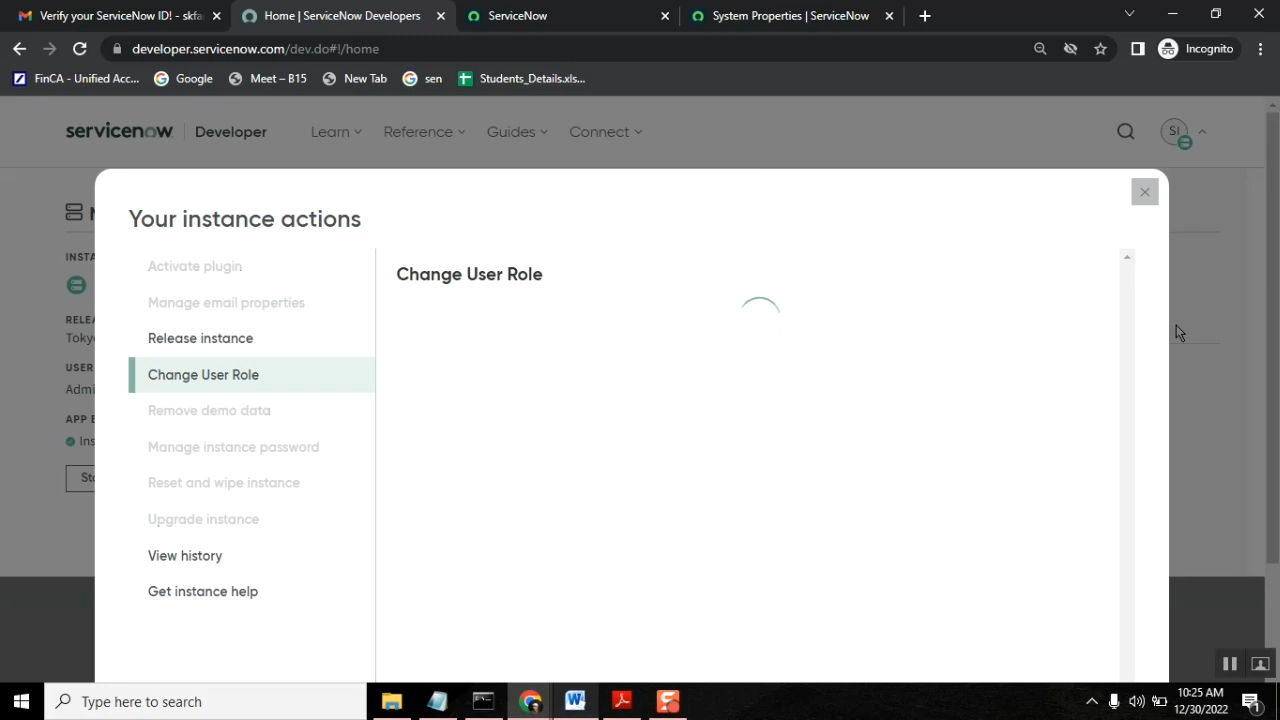 Verify your ServiceNow ID! - skfa
Home | ServiceNow Developers
ServiceNow
System Properties | ServiceNow
developer.servicenow.com/dev.do#!/home
Incognito
FinCA - Unified Acc...
Google
Meet – B15
New Tab
sen
Students_Details.xls...
servicenow
Developer
Learn
Reference
Guides
Connect
SI
Your instance actions
INSTA
RELEA
Toky
USER
Admi
APP E
Ins
Sto
Activate plugin
Manage email properties
Release instance
Change User Role
Remove demo data
Manage instance password
Reset and wipe instance
Upgrade instance
View history
Get instance help
Change User Role
Type here to search
10:25 AM
12/30/2022
1